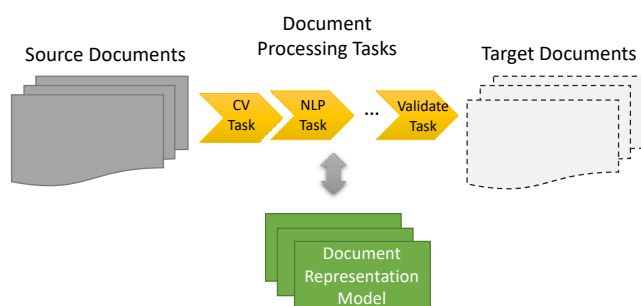 Document
Processing Tasks
Source Documents
Target Documents
CV
Task
NLP
Task
...
Validate
Task
Document
Representation
Model